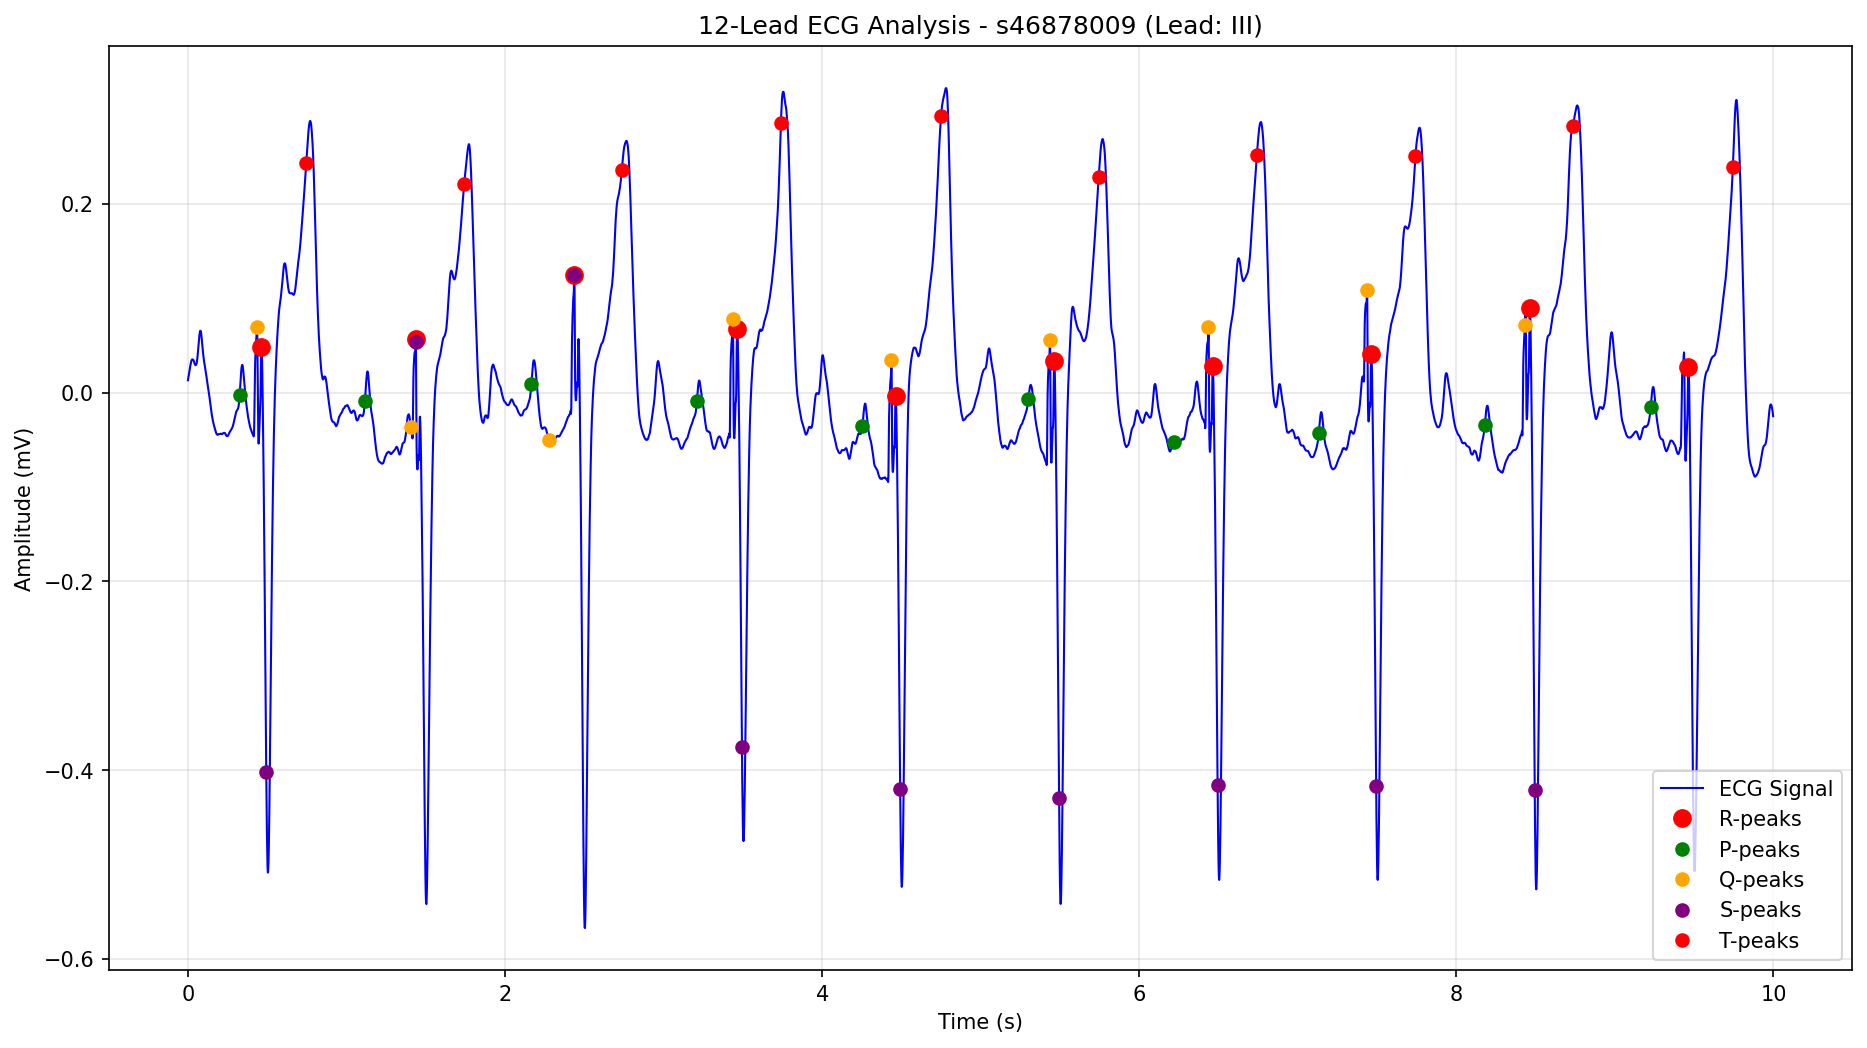 12-Lead ECG Analysis - s46878009 (Lead: III)
Amplitude (mV)
0.2
0.0
−0.2
−0.4
−0.6
0 2 4 6 8 10
Time (s)
ECG Signal
R-peaks
P-peaks
Q-peaks
S-peaks
T-peaks